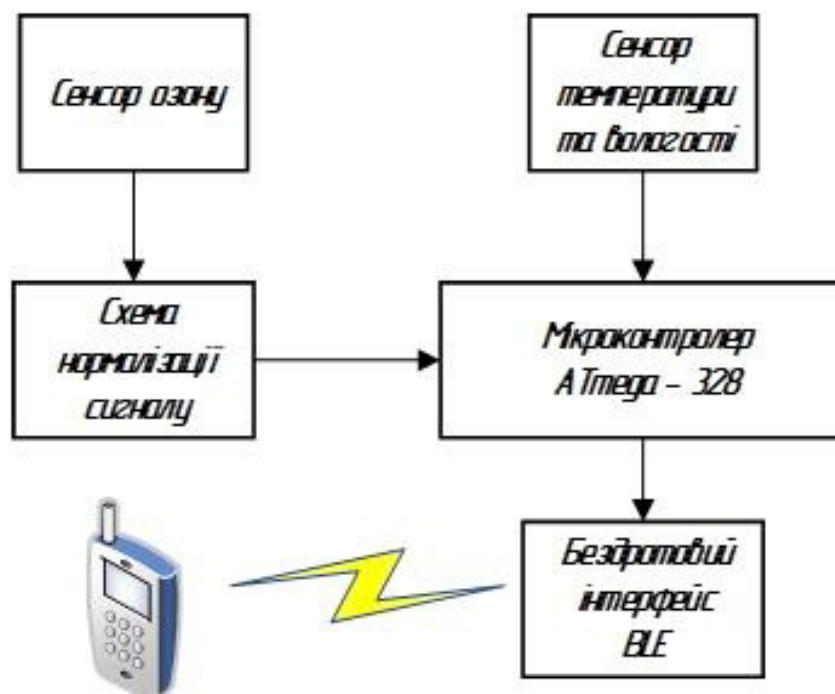 Сенсор озону
Сенсор
температури
та вологості
Схема
нормалізації
сигналу
Мікроконтролер
ATmega - 328
Бездротовий
інтерфейс
BLE